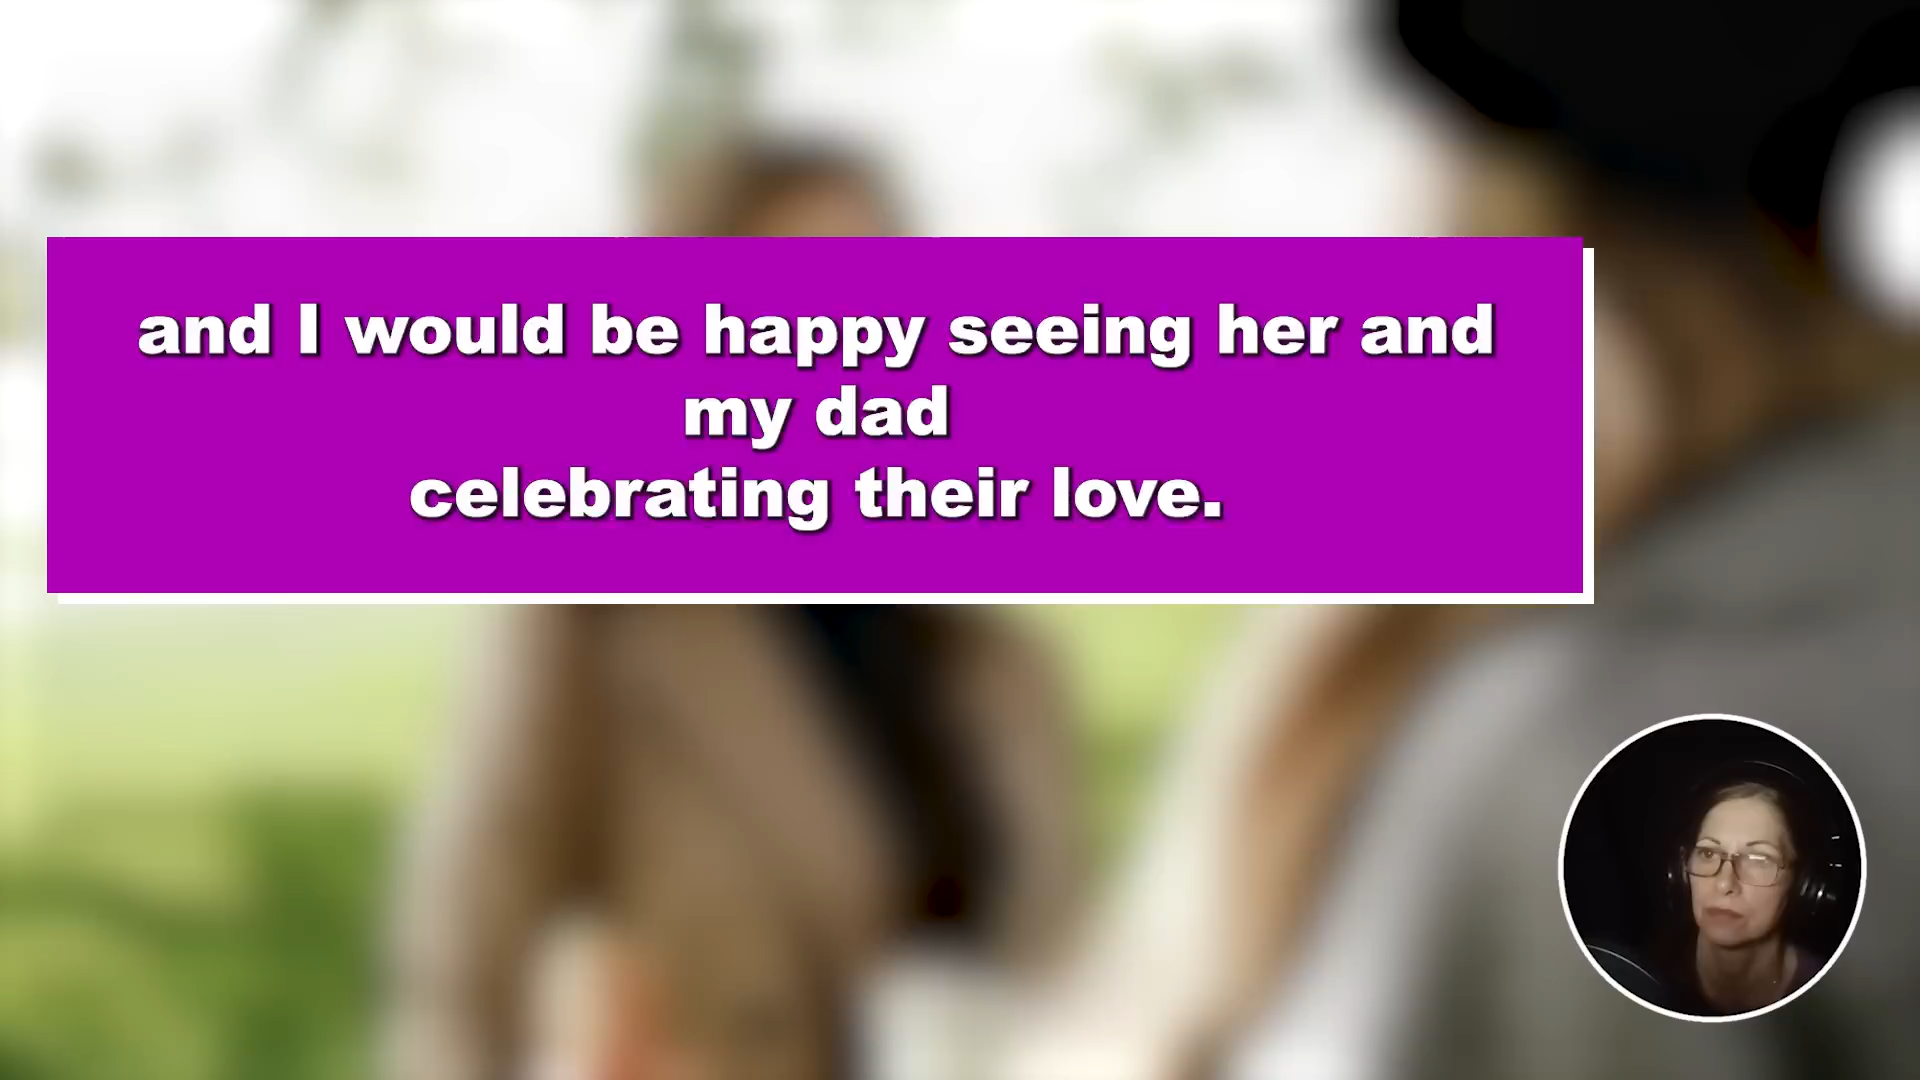 and I would be happy seeing her and
my dad
celebrating their love.